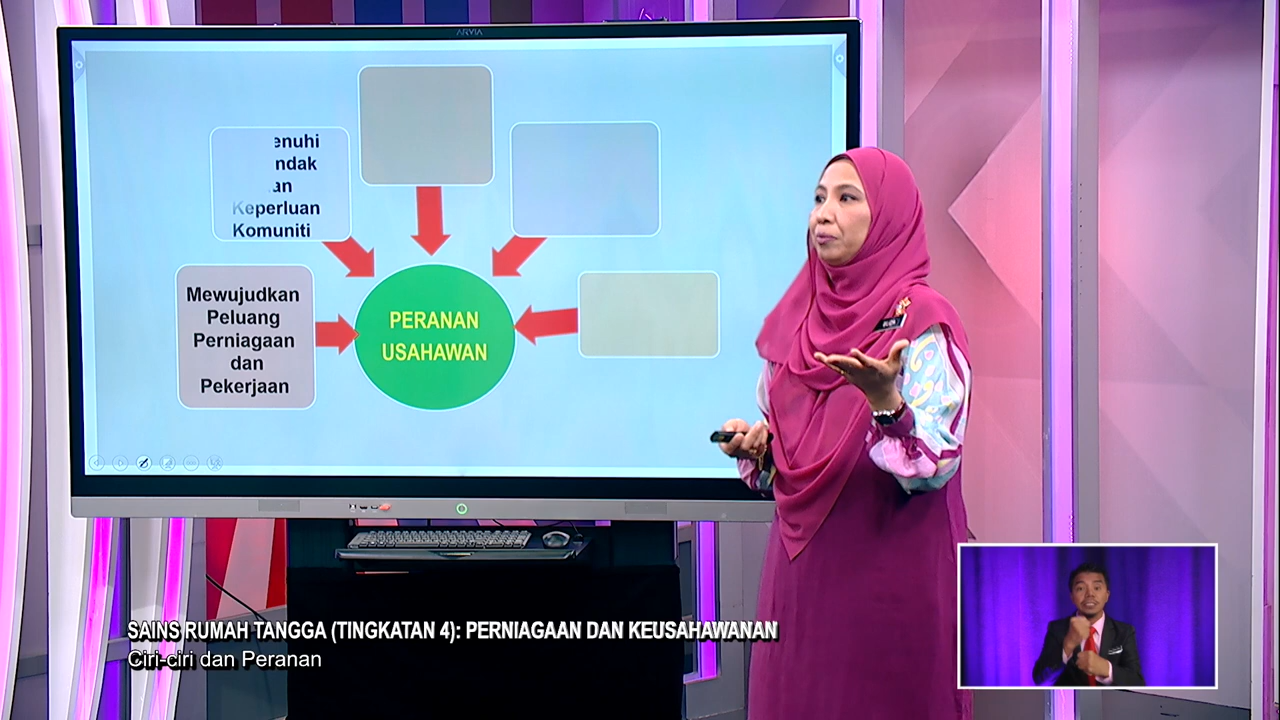 ARVIA
enuhi
ndak
an
Keperluan
Komuniti
Mewujudkan
Peluang
Perniagaan
dan
Pekerjaan
PERANAN
USAHAWAN
SAINS RUMAH TANGGA (TINGKATAN 4): PERNIAGAAN DAN KEUSAHAWANAN
Ciri-ciri dan Peranan